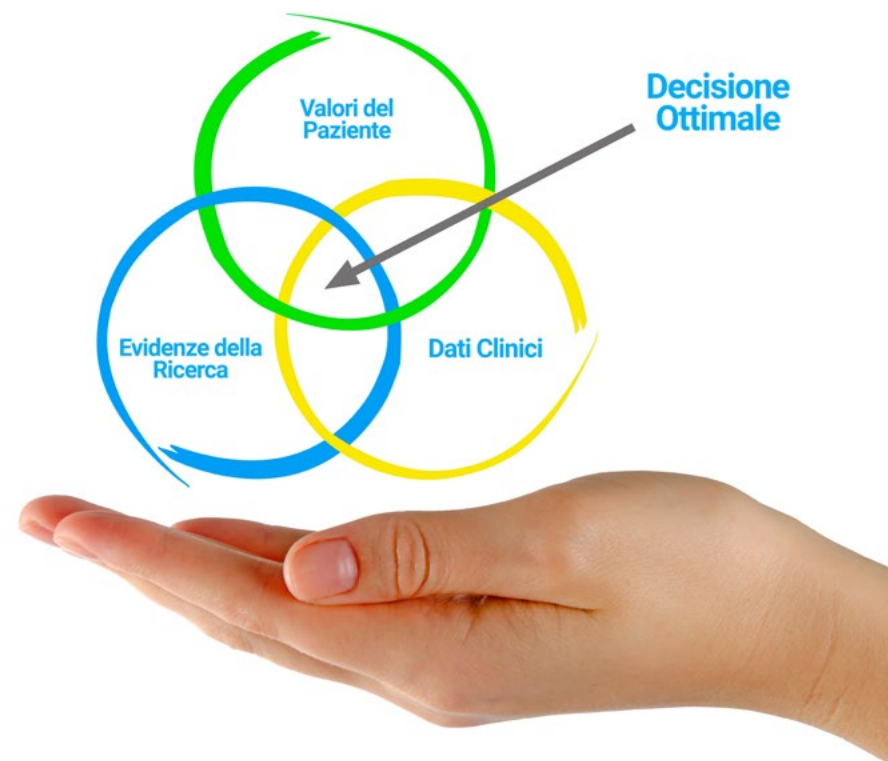 Valori del
Paziente
Decisione
Ottimale
Evidenze della
Ricerca
Dati Clinici